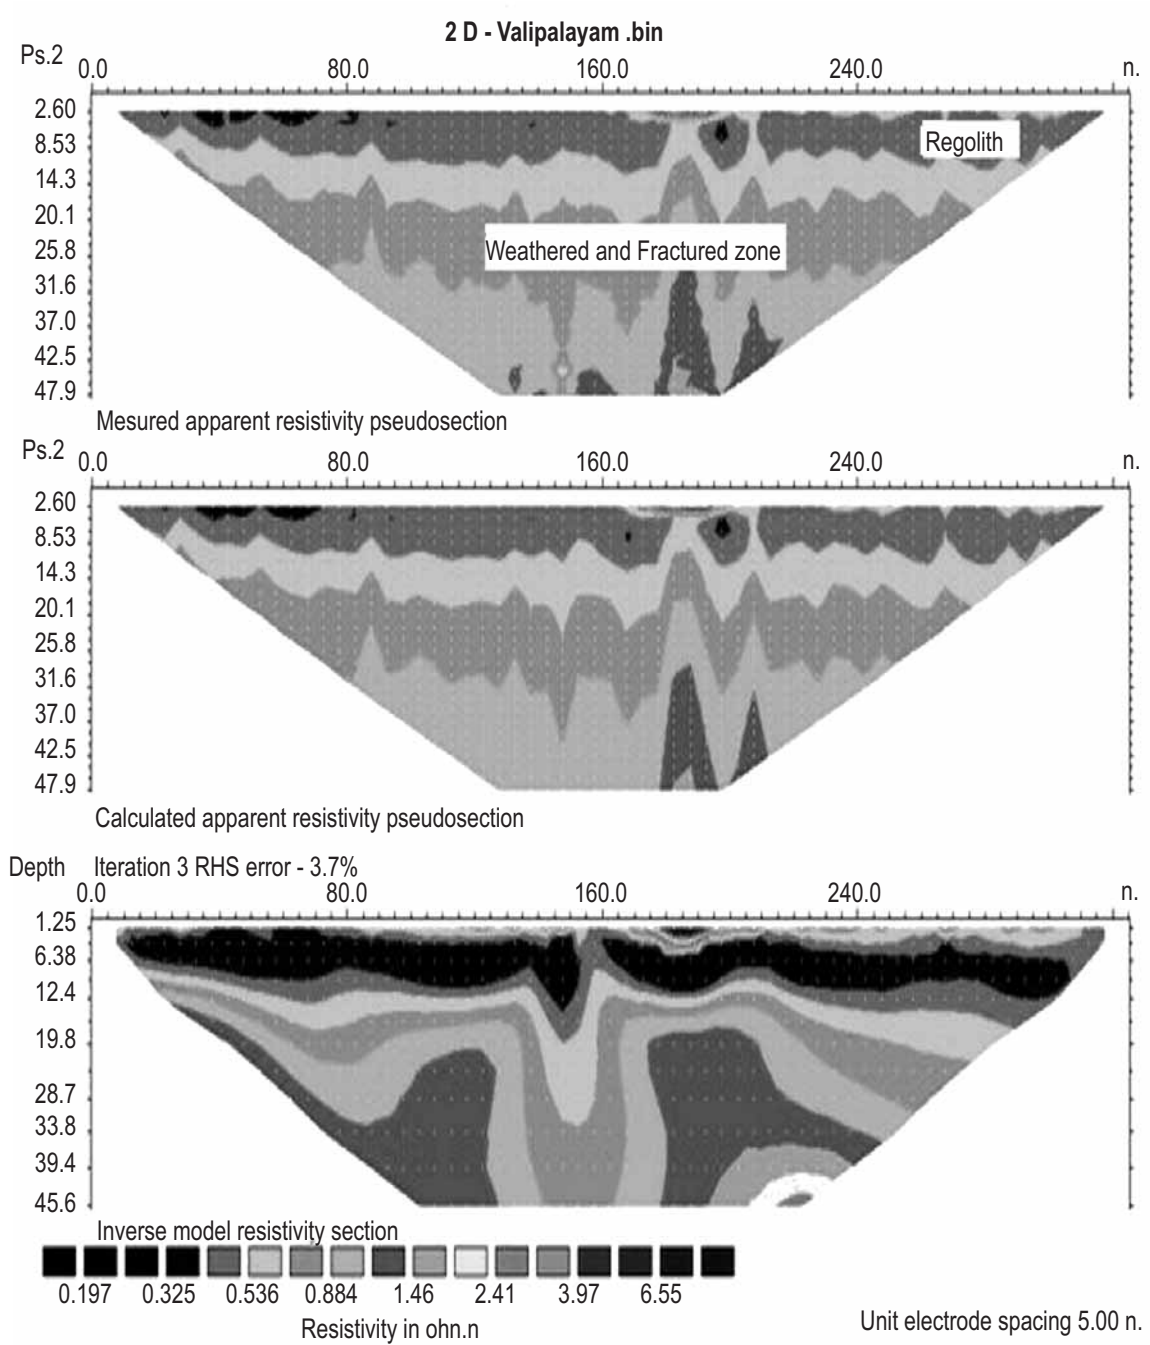 2 D - Valipalayam .bin
Ps.2
0.0 80.0 160.0 240.0 n.
2.60
8.53
Regolith
14.3
20.1
Weathered and Fractured zone
25.8
31.6
37.0
42.5
47.9
Mesured apparent resistivity pseudosection
Ps.2
0.0 80.0 160.0 240.0 n.
2.60
8.53
14.3
20.1
25.8
31.6
37.0
42.5
47.9
Calculated apparent resistivity pseudosection
Depth Iteration 3 RHS error - 3.7%
0.0 80.0 160.0 240.0 n.
1.25
6.38
12.4
19.8
28.7
33.8
39.4
45.6
Inverse model resistivity section
0.197 0.325 0.536 0.884 1.46 2.41 3.97 6.55
Resistivity in ohn.n
Unit electrode spacing 5.00 n.